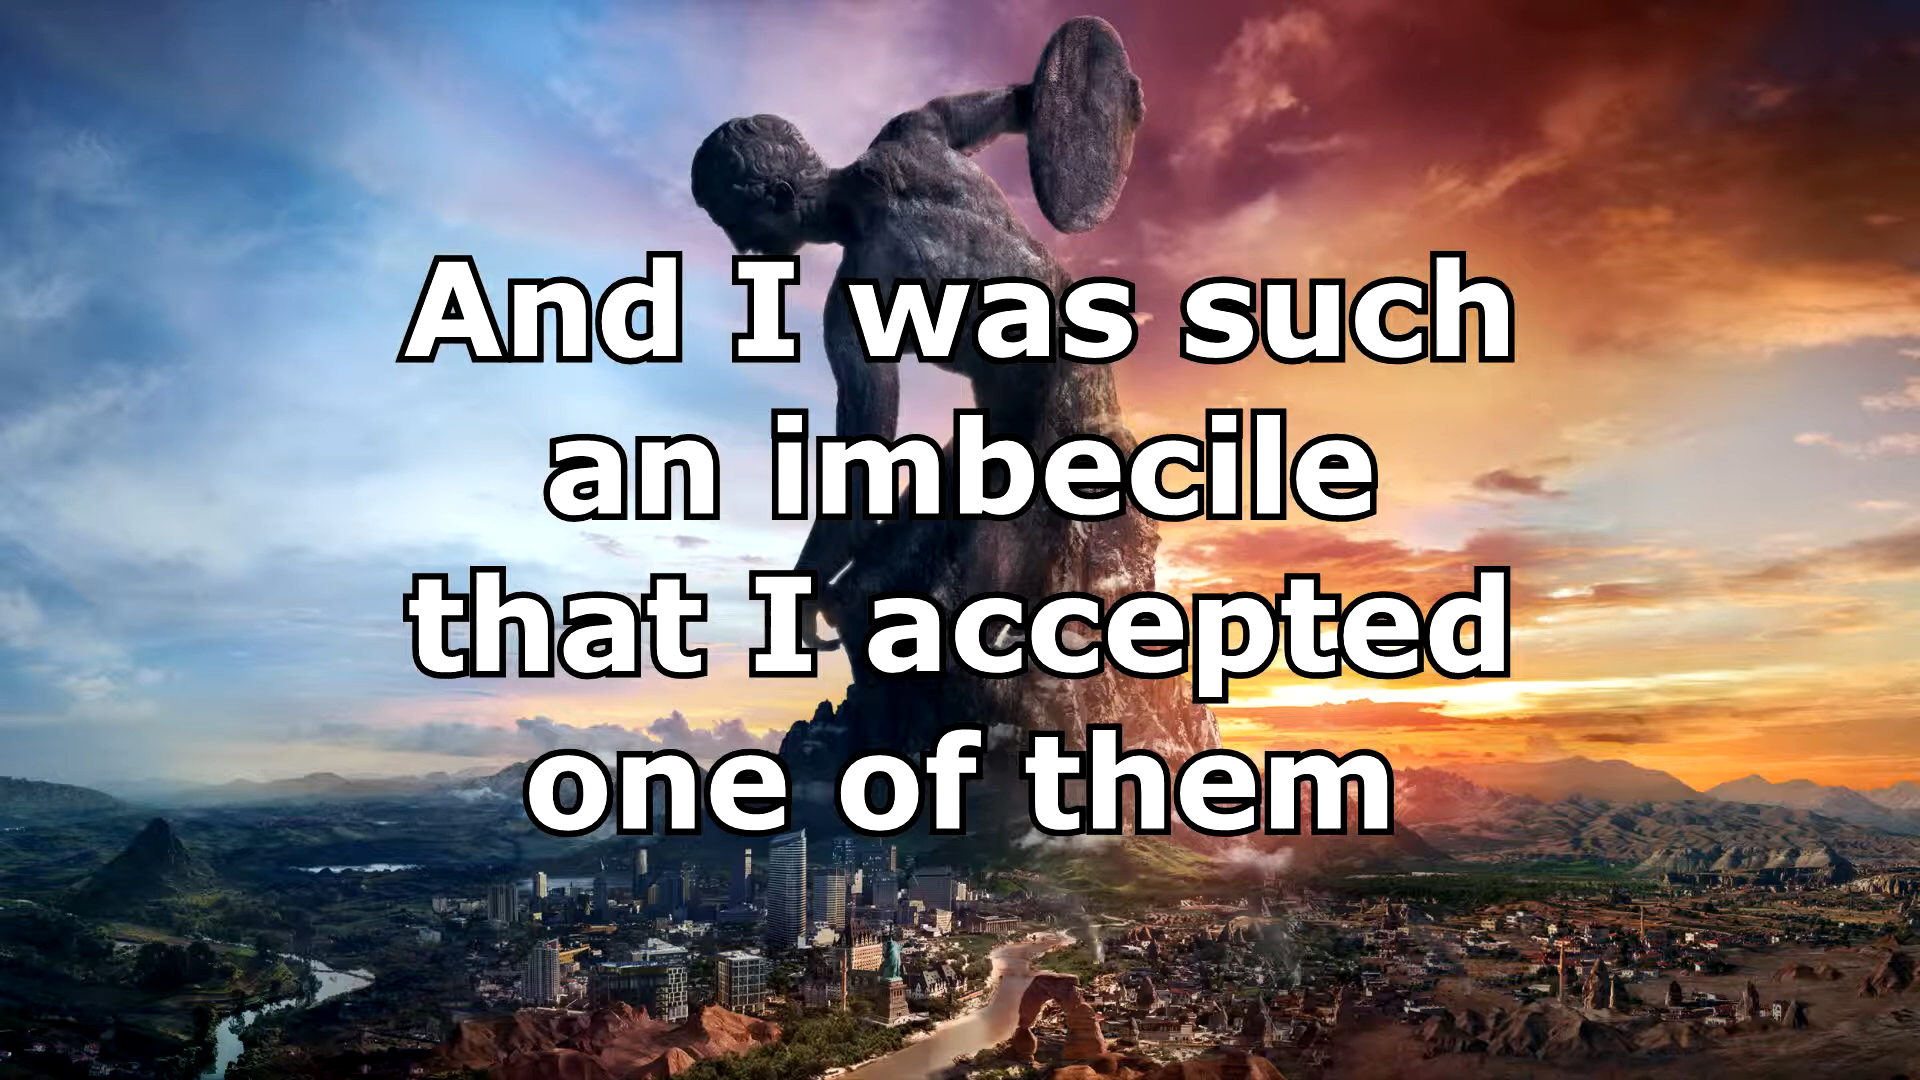 And I was such
an imbecile
that I accepted
one of them